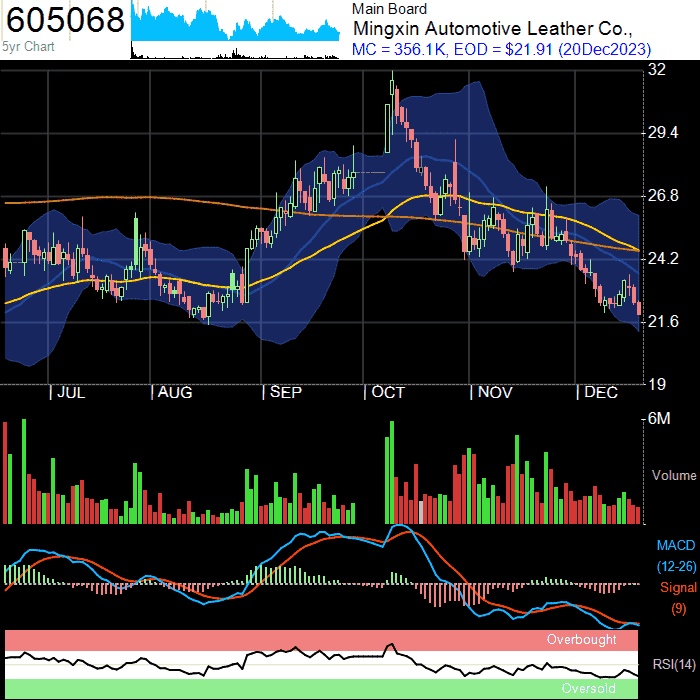 605068
5yr Chart
Main Board
Mingxin Automotive Leather Co.,
MC = 356.1K, EOD = $21.91 (20Dec2023)
32
29.4
26.8
24.2
21.6
19
| JUL | AUG | SEP | OCT | NOV | DEC
6M
Volume
MACD
(12-26)
Signal
(9)
Overbought
RSI(14)
Oversold